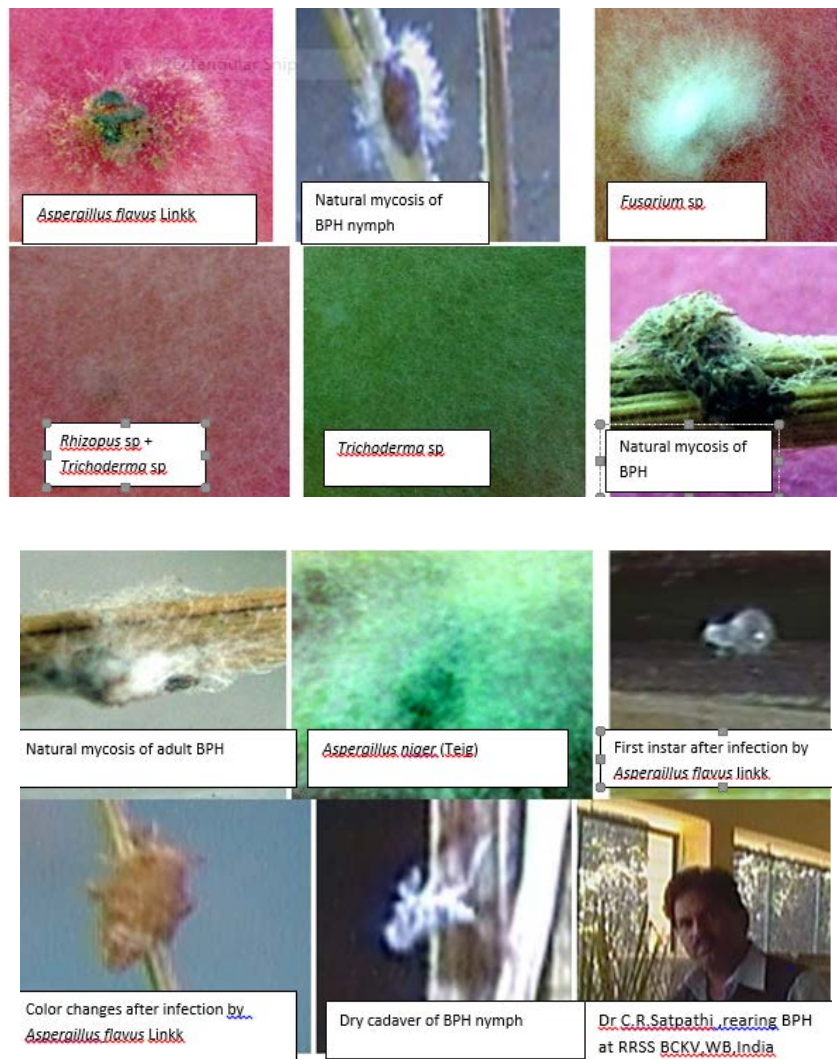 Rectangular Snip
Aspergillus flavus Linkk
Natural mycosis of
BPH nymph
Fusarium sp
Rhizopus sp +
Trichoderma sp
Trichoderma sp
Natural mycosis of
BPH
Natural mycosis of adult BPH
Aspergillus niger (Teig)
First instar after infection by
Aspergillus flavus linkk
Color changes after infection by
Aspergillus flavus Linkk
Dry cadaver of BPH nymph
Dr C.R.Satpathi ,rearing BPH
at RRSS BCKV,WB,India